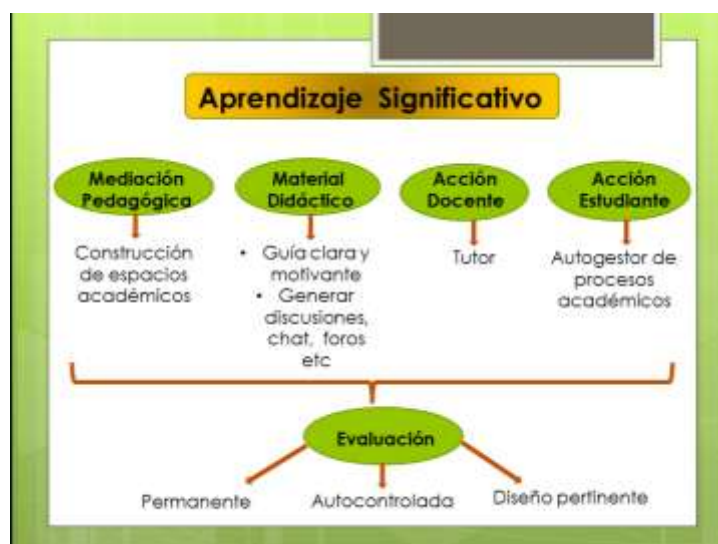 Aprendizaje Significativo
Mediación
Pedagógica
Construcción
de espacios
académicos
Material
Didáctico
• Guía clara y
motivante
• Generar
discusiones,
chat, foros
etc
Acción
Docente
Tutor
Acción
Estudiante
Autogestor de
procesos
académicos
Evaluación
Permanente
Autocontrolada
Diseño pertinente